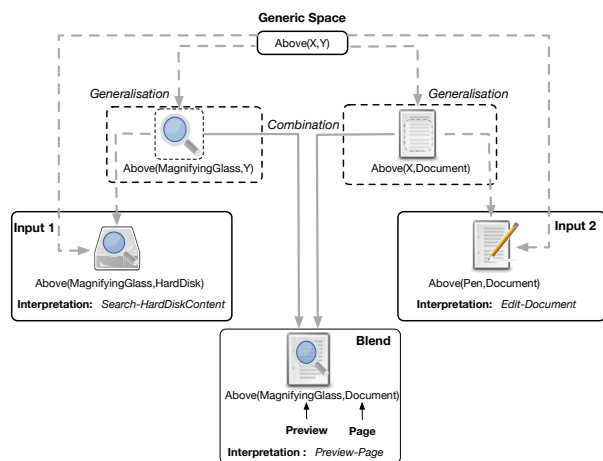 Generic Space
Above(X,Y)
Generalisation
Generalisation
Combination
Above(MagnifyingGlass,Y)
Above(X,Document)
Input 1
Above(MagnifyingGlass,HardDisk)
Interpretation: Search-HardDiskContent
Input 2
Above(Pen,Document)
Interpretation: Edit-Document
Blend
Above(MagnifyingGlass,Document)
Preview Page
Interpretation : Preview-Page